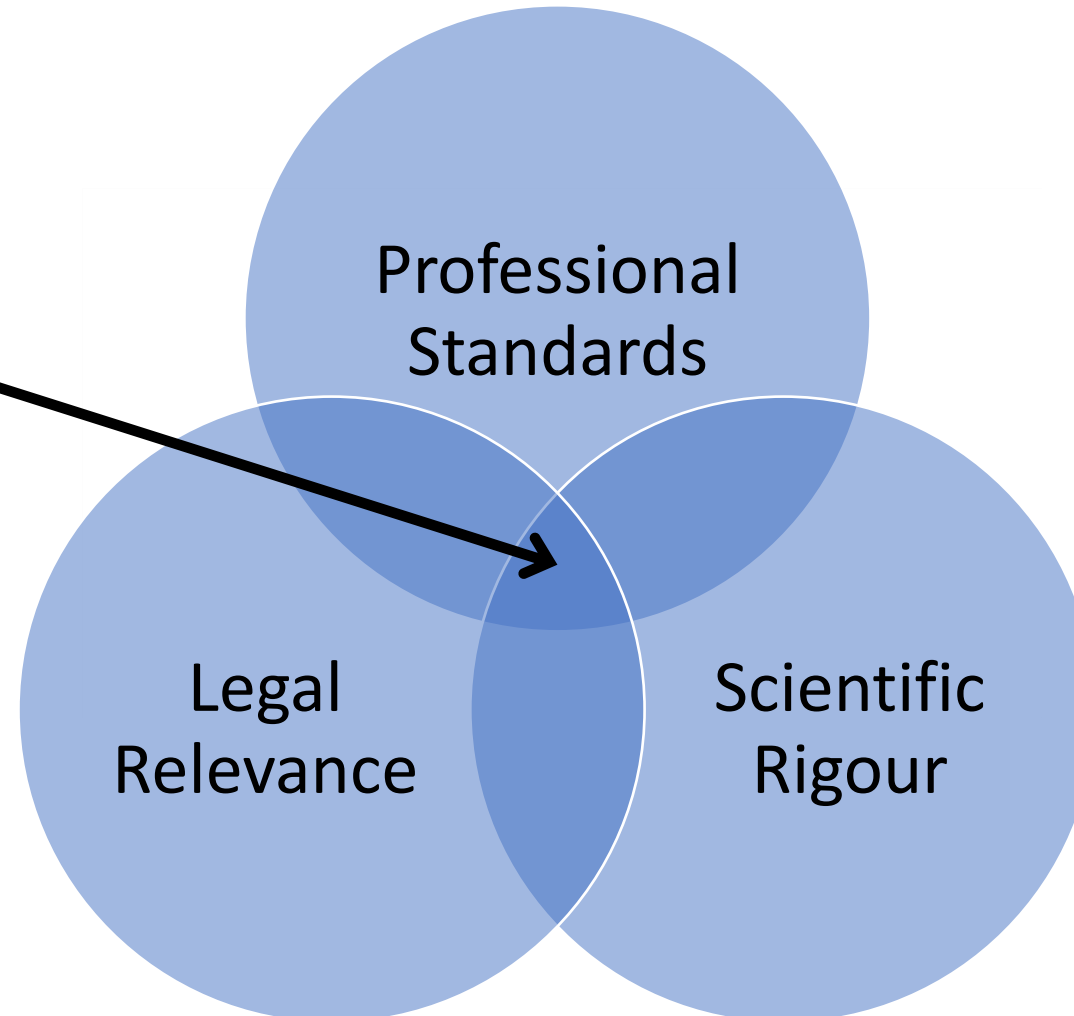 Professional
Standards
Legal
Relevance
Scientific
Rigour